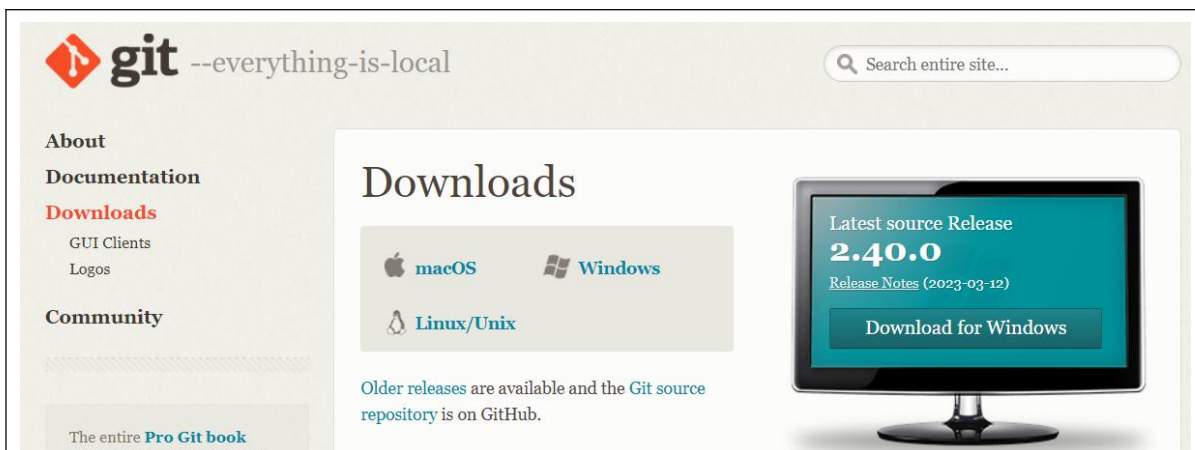 git --everything-is-local
Search entire site...
About
Documentation
Downloads
GUI Clients
Logos
Community
The entire Pro Git book
Downloads
macOS
Windows
Linux/Unix
Older releases are available and the Git source
repository is on GitHub.
Latest source Release
2.40.0
Release Notes (2023-03-12)
Download for Windows